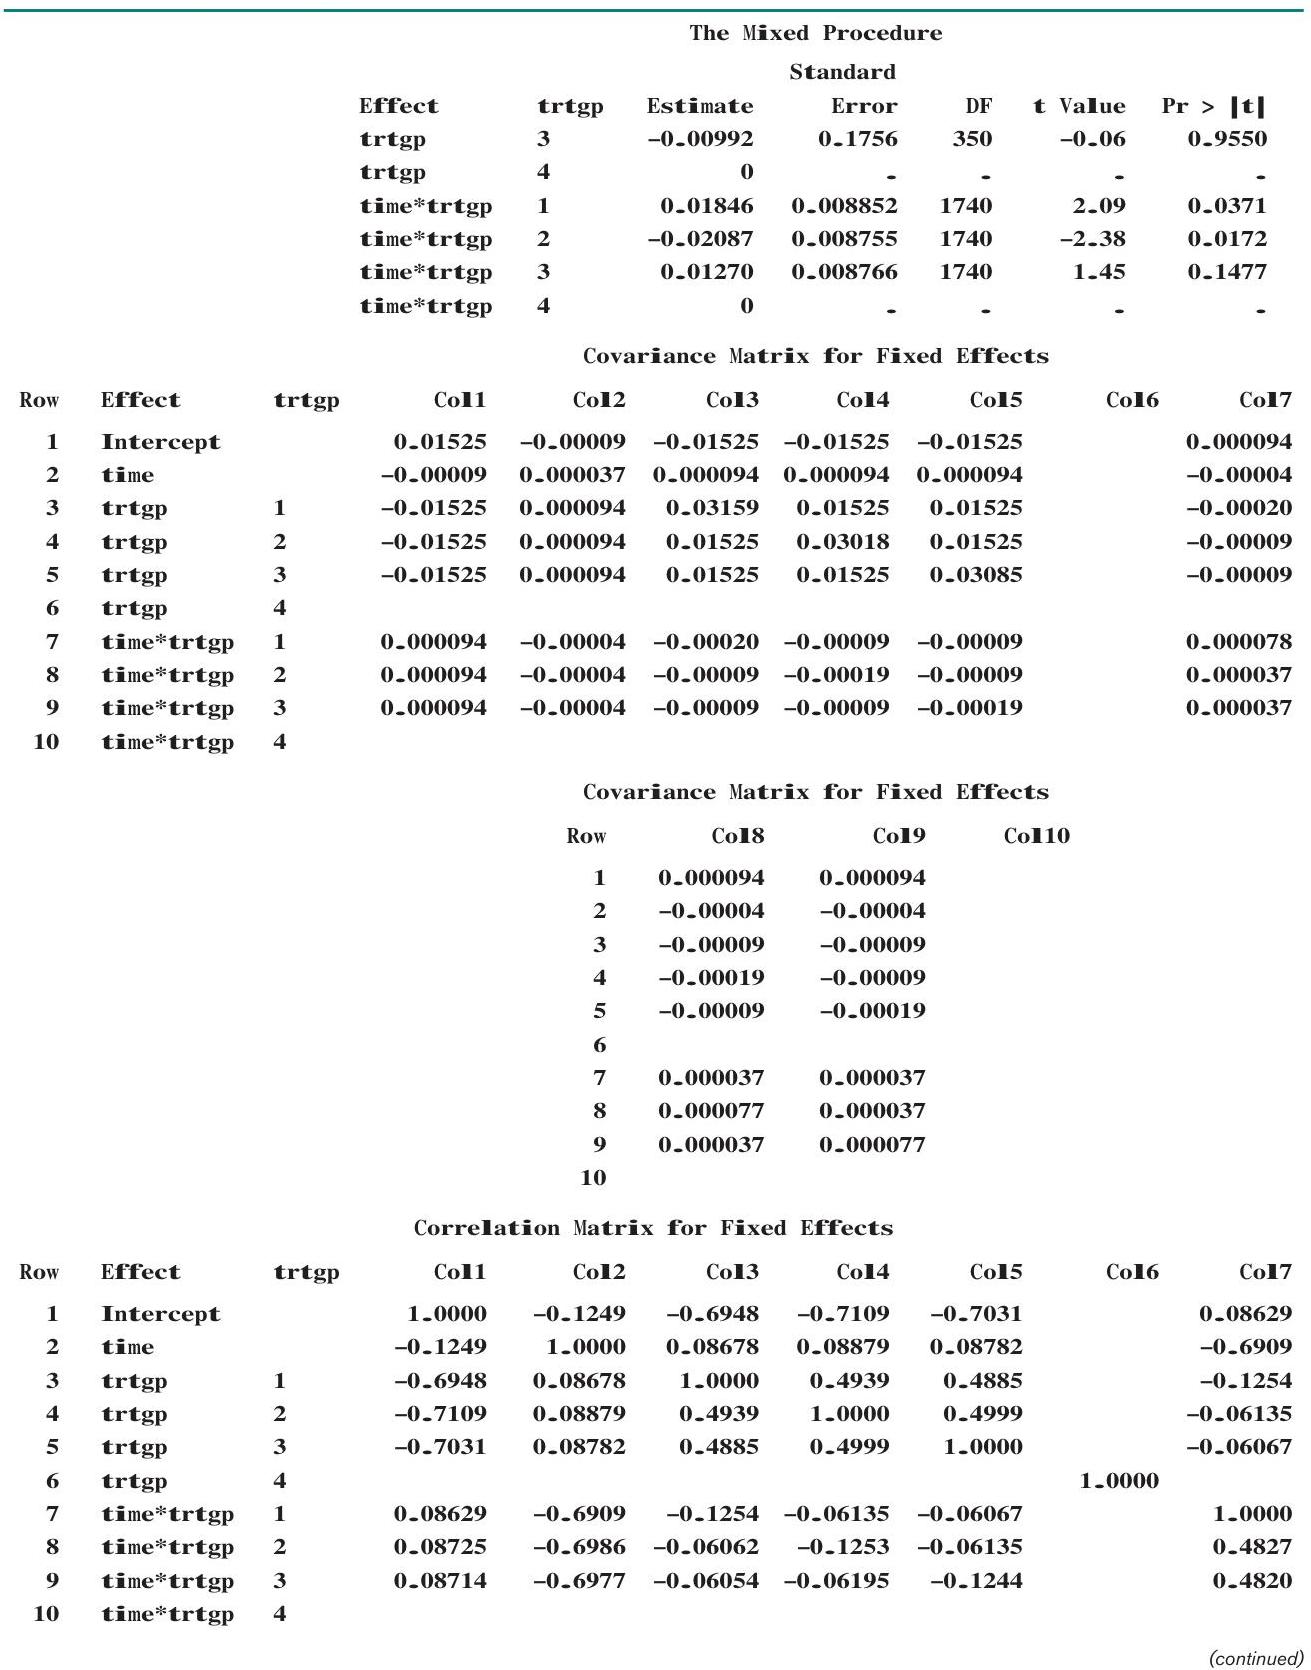 The Mixed Procedure
Standard
Effect trtgp Estimate Error DF t Value Pr > |t|
trtgp 3 -0.00992 0.1756 350 -0.06 0.9550
trtgp 4 0 . . . .
time*trtgp 1 0.01846 0.008852 1740 2.09 0.0371
time*trtgp 2 -0.02087 0.008755 1740 -2.38 0.0172
time*trtgp 3 0.01270 0.008766 1740 1.45 0.1477
time*trtgp 4 0 . . . .
Covariance Matrix for Fixed Effects
Row Effect trtgp Col1 Col2 Col3 Col4 Col5 Col6 Col7
1 Intercept 0.01525 -0.00009 -0.01525 -0.01525 -0.01525 0.000094
2 time -0.00009 0.000037 0.000094 0.000094 0.000094 -0.00004
3 trtgp 1 -0.01525 0.000094 0.03159 0.01525 0.01525 -0.00020
4 trtgp 2 -0.01525 0.000094 0.01525 0.03018 0.01525 -0.00009
5 trtgp 3 -0.01525 0.000094 0.01525 0.01525 0.03085 -0.00009
6 trtgp 4
7 time*trtgp 1 0.000094 -0.00004 -0.00020 -0.00009 -0.00009 0.000078
8 time*trtgp 2 0.000094 -0.00004 -0.00009 -0.00019 -0.00009 0.000037
9 time*trtgp 3 0.000094 -0.00004 -0.00009 -0.00009 -0.00019 0.000037
10 time*trtgp 4
Covariance Matrix for Fixed Effects
Row Col8 Col9 Col10
1 0.000094 0.000094
2 -0.00004 -0.00004
3 -0.00009 -0.00009
4 -0.00019 -0.00009
5 -0.00009 -0.00019
6
7 0.000037 0.000037
8 0.000077 0.000037
9 0.000037 0.000077
10
Correlation Matrix for Fixed Effects
Row Effect trtgp Col1 Col2 Col3 Col4 Col5 Col6 Col7
1 Intercept 1.0000 -0.1249 -0.6948 -0.7109 -0.7031 0.08629
2 time -0.1249 1.0000 0.08678 0.08879 0.08782 -0.6909
3 trtgp 1 -0.6948 0.08678 1.0000 0.4939 0.4885 -0.1254
4 trtgp 2 -0.7109 0.08879 0.4939 1.0000 0.4999 -0.06135
5 trtgp 3 -0.7031 0.08782 0.4885 0.4999 1.0000 -0.06067
6 trtgp 4 1.0000
7 time*trtgp 1 0.08629 -0.6909 -0.1254 -0.06135 -0.06067 1.0000
8 time*trtgp 2 0.08725 -0.6986 -0.06062 -0.1253 -0.06135 0.4827
9 time*trtgp 3 0.08714 -0.6977 -0.06054 -0.06195 -0.1244 0.4820
10 time*trtgp 4
(continued)